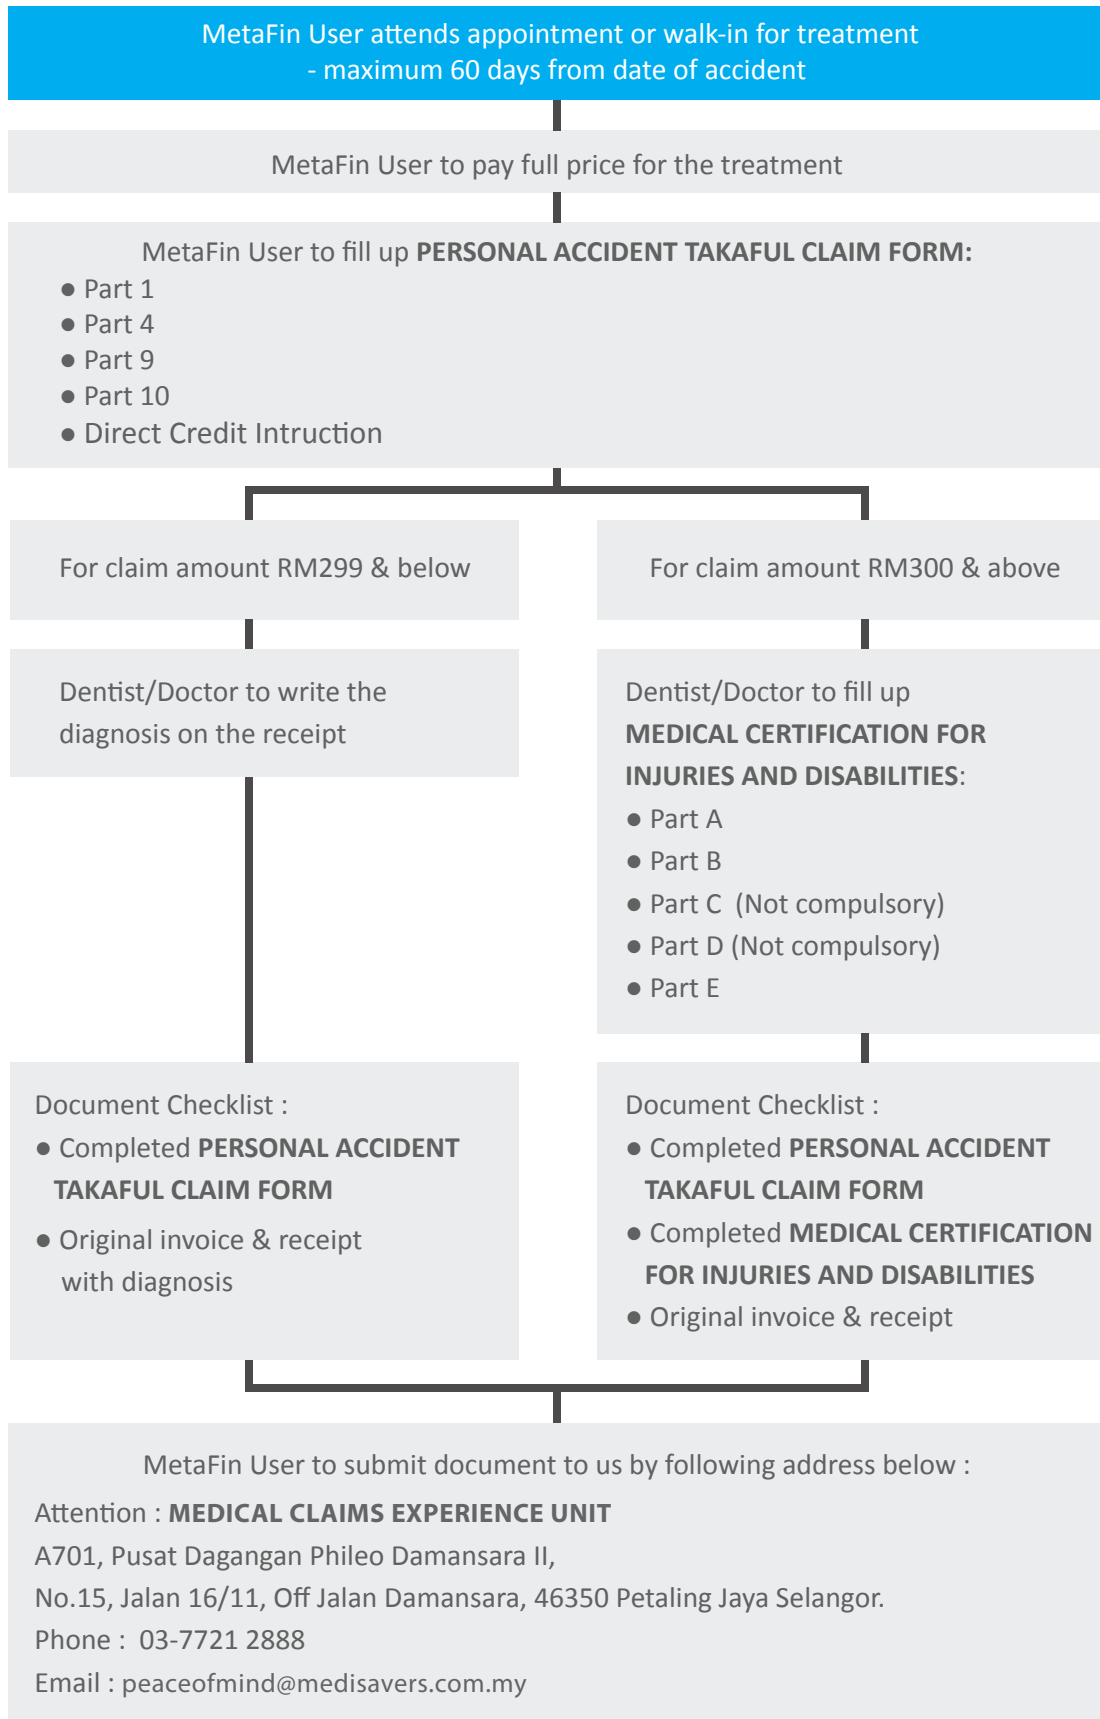 MetaFin User attends appointment or walk-in for treatment
- maximum 60 days from date of accident
MetaFin User to pay full price for the treatment
MetaFin User to fill up PERSONAL ACCIDENT TAKAFUL CLAIM FORM:
● Part 1
● Part 4
● Part 9
● Part 10
● Direct Credit Intruction
For claim amount RM299 & below
Dentist/Doctor to write the
diagnosis on the receipt
Document Checklist :
● Completed PERSONAL ACCIDENT
TAKAFUL CLAIM FORM
● Original invoice & receipt
with diagnosis
For claim amount RM300 & above
Dentist/Doctor to fill up
MEDICAL CERTIFICATION FOR
INJURIES AND DISABILITIES:
● Part A
● Part B
● Part C (Not compulsory)
● Part D (Not compulsory)
● Part E
Document Checklist :
● Completed PERSONAL ACCIDENT
TAKAFUL CLAIM FORM
● Completed MEDICAL CERTIFICATION
FOR INJURIES AND DISABILITIES
● Original invoice & receipt
MetaFin User to submit document to us by following address below :
Attention : MEDICAL CLAIMS EXPERIENCE UNIT
A701, Pusat Dagangan Phileo Damansara II,
No.15, Jalan 16/11, Off Jalan Damansara, 46350 Petaling Jaya Selangor.
Phone : 03-7721 2888
Email : peaceofmind@medisavers.com.my